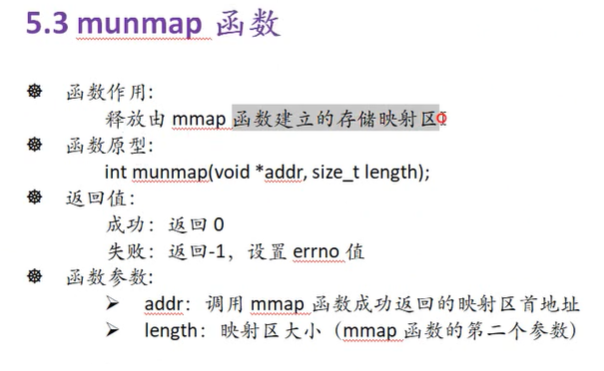 5.3 munmap 函数
函数作用:
释放由 mmap 函数建立的存储映射区
函数原型:
int munmap(void *addr, size_t length);
返回值:
成功：返回 0
失败：返回-1，设置 errno 值
函数参数:
addr：调用 mmap 函数成功返回的映射区首地址
length：映射区大小（mmap 函数的第二个参数）